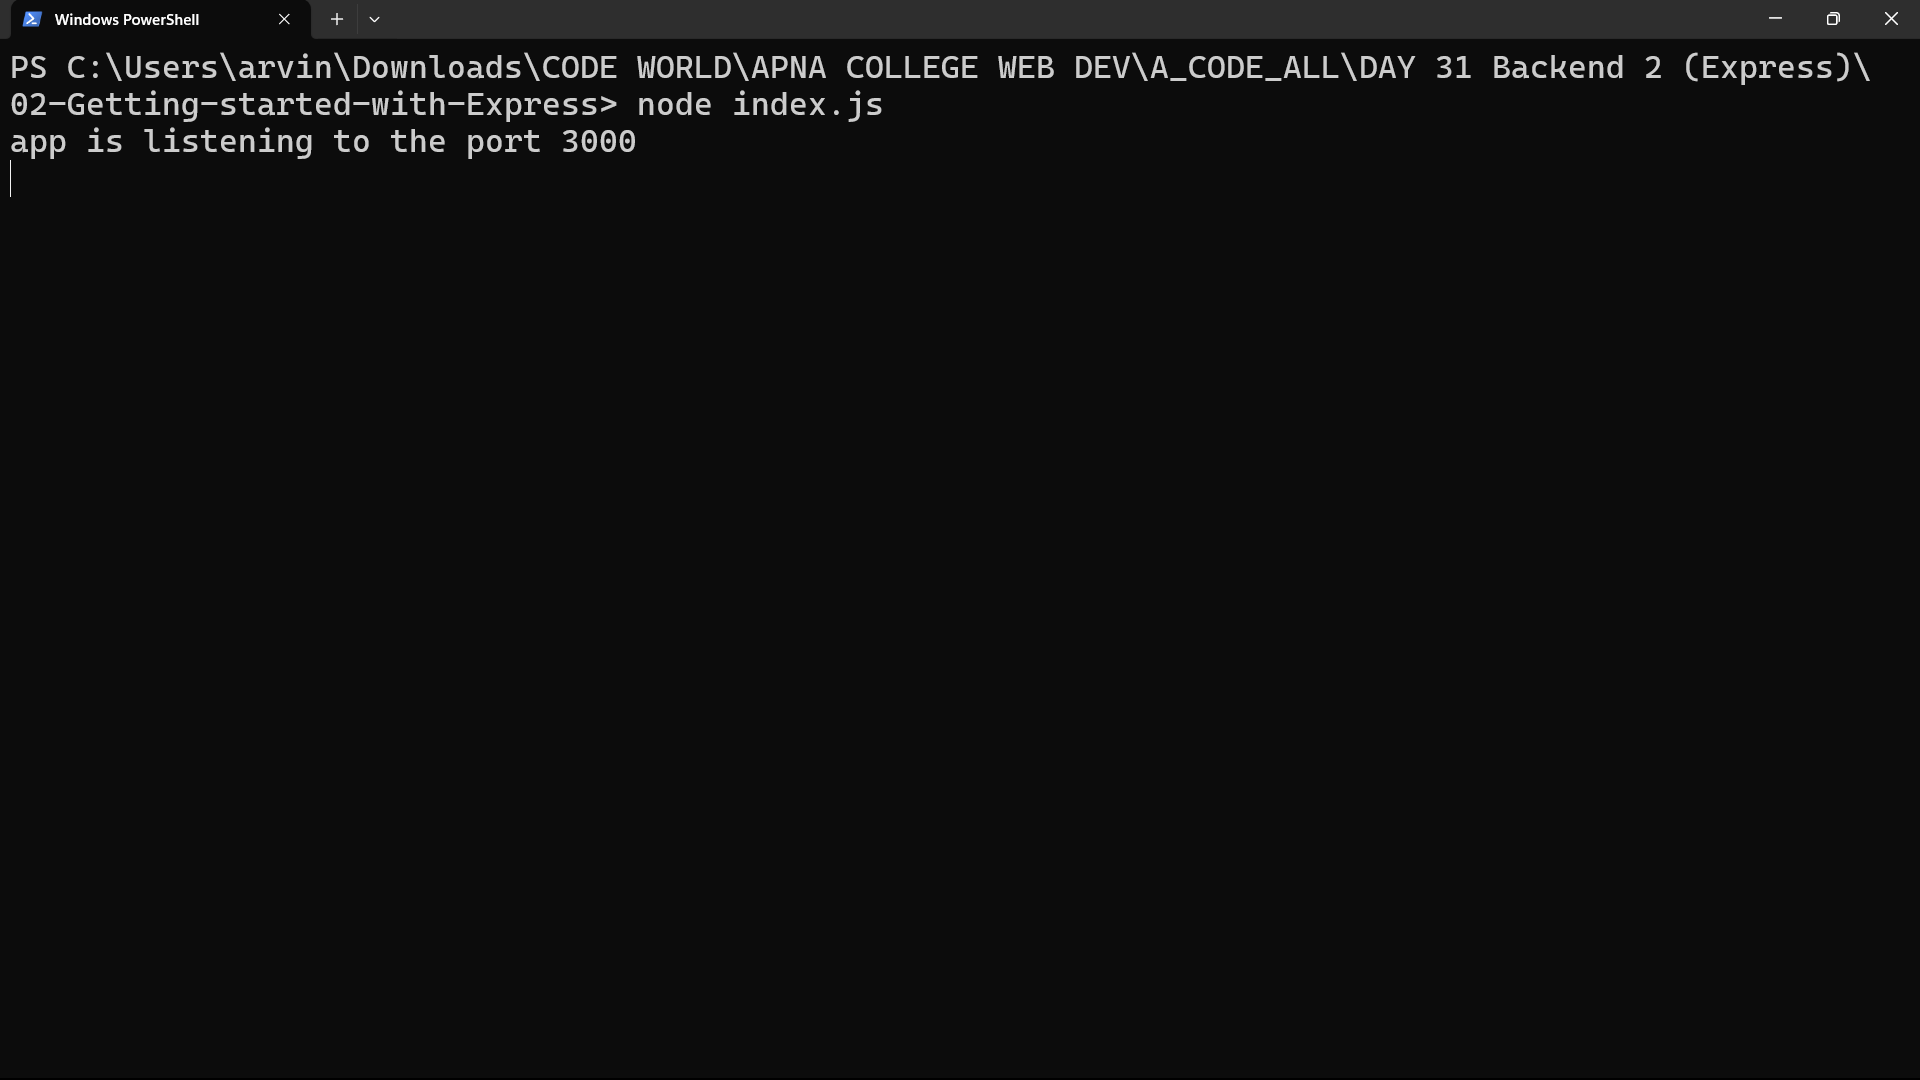 Windows PowerShell
PS C:\Users\arvin\Downloads\CODE WORLD\APNA COLLEGE WEB DEV\A_CODE_ALL\DAY 31 Backend 2 (Express)\
02-Getting-started-with-Express> node index.js
app is listening to the port 3000